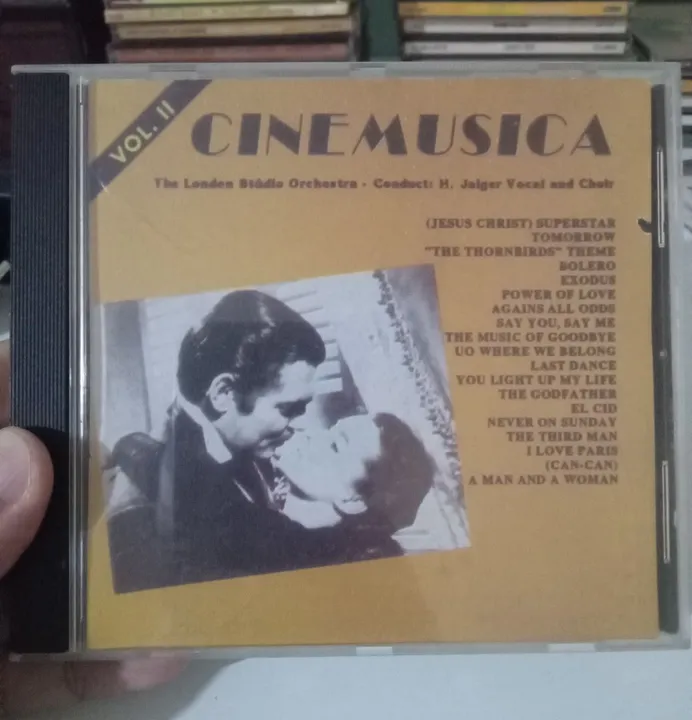 VOL. II
CINEMUSICA
The London Stúdio Orchestra - Conduct: H. Jalger Vocal and Choir
(JESUS CHRIST) SUPERSTAR
TOMORROW
"THE THORNBIRDS" THEME
BOLERO
EXODUS
POWER OF LOVE
AGAINS ALL ODDS
SAY YOU, SAY ME
THE MUSIC OF GOODBYE
UO WHERE WE BELONG
LAST DANCE
YOU LIGHT UP MY LIFE
THE GODFATHER
EL CID
NEVER ON SUNDAY
THE THIRD MAN
I LOVE PARIS
(CAN-CAN)
A MAN AND A WOMAN